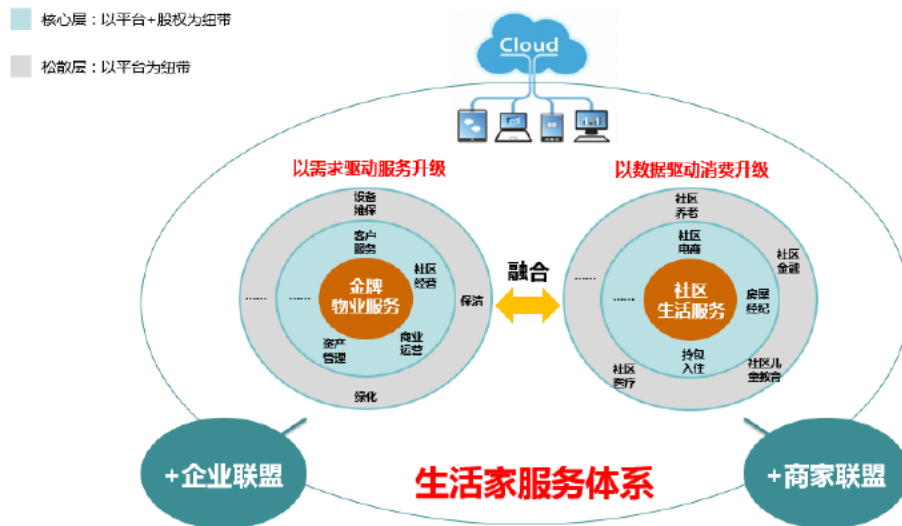 核心层：以平台+股权为纽带
松散层：以平台为纽带
Cloud
以需求驱动服务升级
以数据驱动消费升级
设备
维保
客户
服务
社区
经营
金牌
物业服务
保洁
......
......
资产
管理
商业
运营
绿化
融合
社区
养老
社区
电商
社区
金融
社区
生活服务
房屋
经纪
......
......
拎包
入住
社区
医疗
社区儿
童教育
+企业联盟
生活家服务体系
+商家联盟